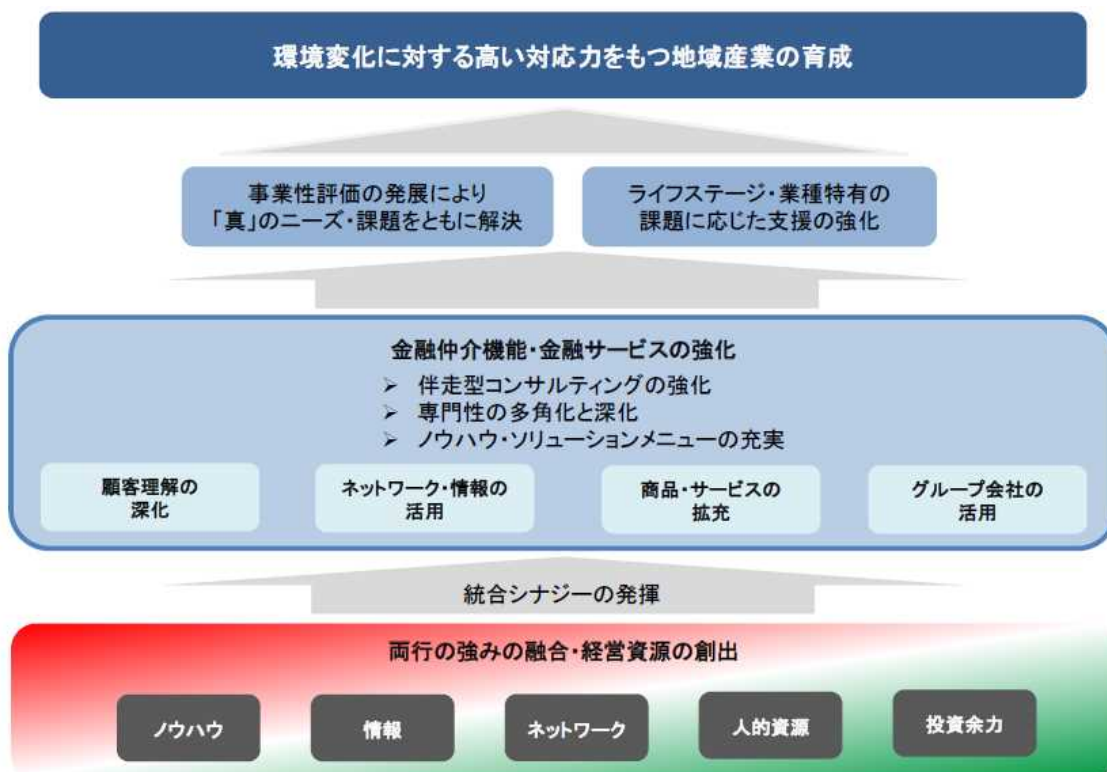 環境変化に対する高い対応力をもつ地域産業の育成
事業性評価の発展により
「真」のニーズ・課題をともに解決
ライフステージ・業種特有の
課題に応じた支援の強化
金融仲介機能・金融サービスの強化
➢ 伴走型コンサルティングの強化
➢ 専門性の多角化と深化
➢ ノウハウ・ソリューションメニューの充実
顧客理解の
深化
ネットワーク・情報の
活用
商品・サービスの
拡充
グループ会社の
活用
統合シナジーの発揮
両行の強みの融合・経営資源の創出
ノウハウ
情報
ネットワーク
人的資源
投資余力